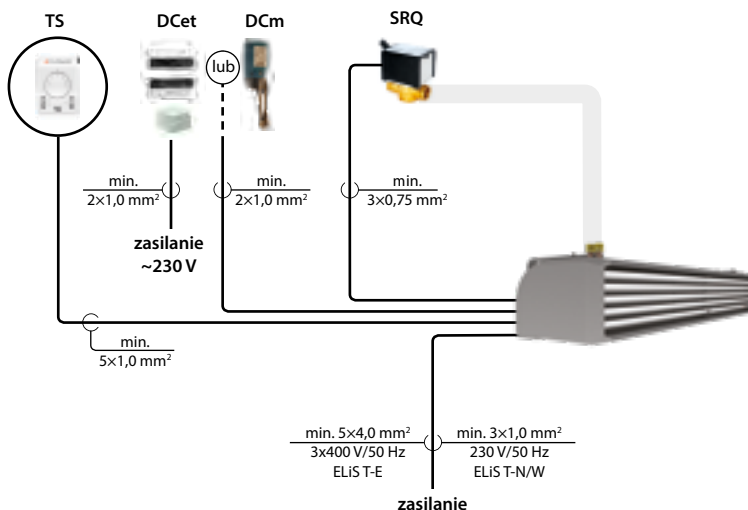 TS
DCet
DCm
SRQ
lub
min.
2×1,0 mm²
min.
2×1,0 mm²
min.
3×0,75 mm²
zasilanie
~230 V
min.
5×1,0 mm²
min. 5×4,0 mm²
3x400 V/50 Hz
ELiS T-E
min. 3×1,0 mm²
230 V/50 Hz
ELiS T-N/W
zasilanie